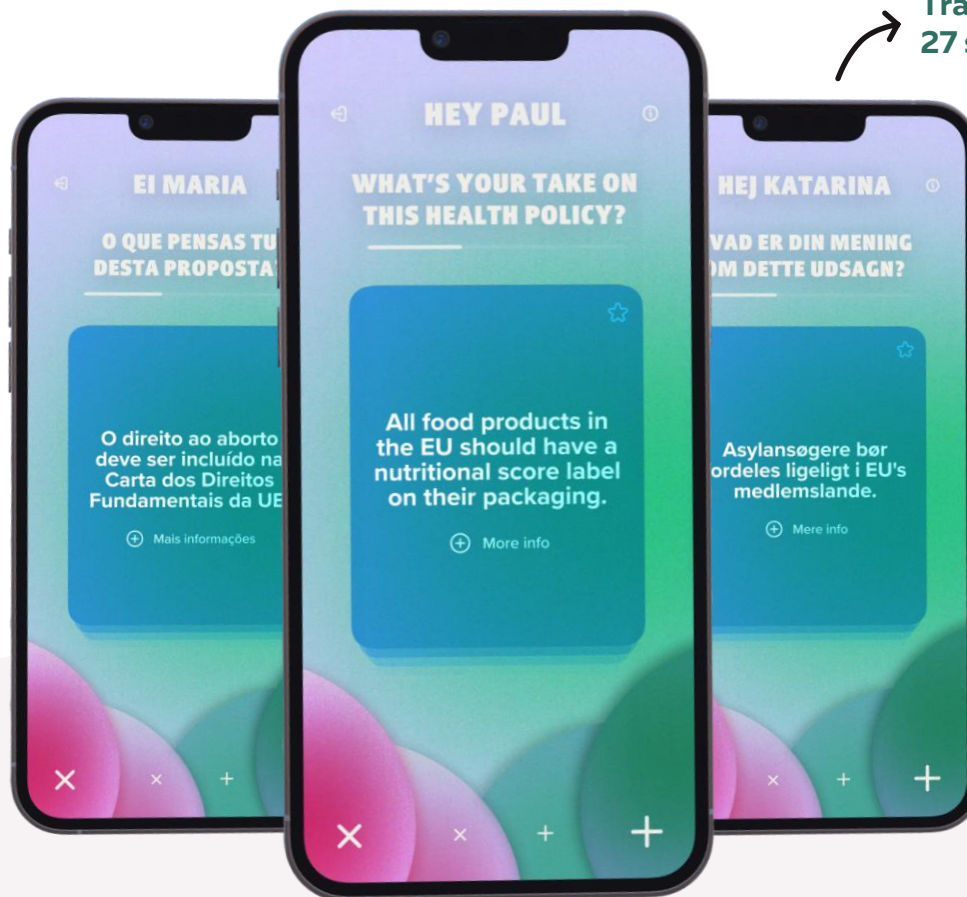 27
EI MARIA
O QUE PENSAS TU
DESTA PROPOSTA
O direito ao aborto
deve ser incluído na
Carta dos Direitos
Fundamentais da UE
Mais informações
HEY PAUL
WHAT'S YOUR TAKE ON
THIS HEALTH POLICY?
All food products in
the EU should have a
nutritional score label
on their packaging.
More info
HEJ KATARINA
VAD ER DIN MENING
OM DETTE UDSAGN?
Asylansøgere bør
ordeles ligeligt i EU's
medlemslande.
Mere info